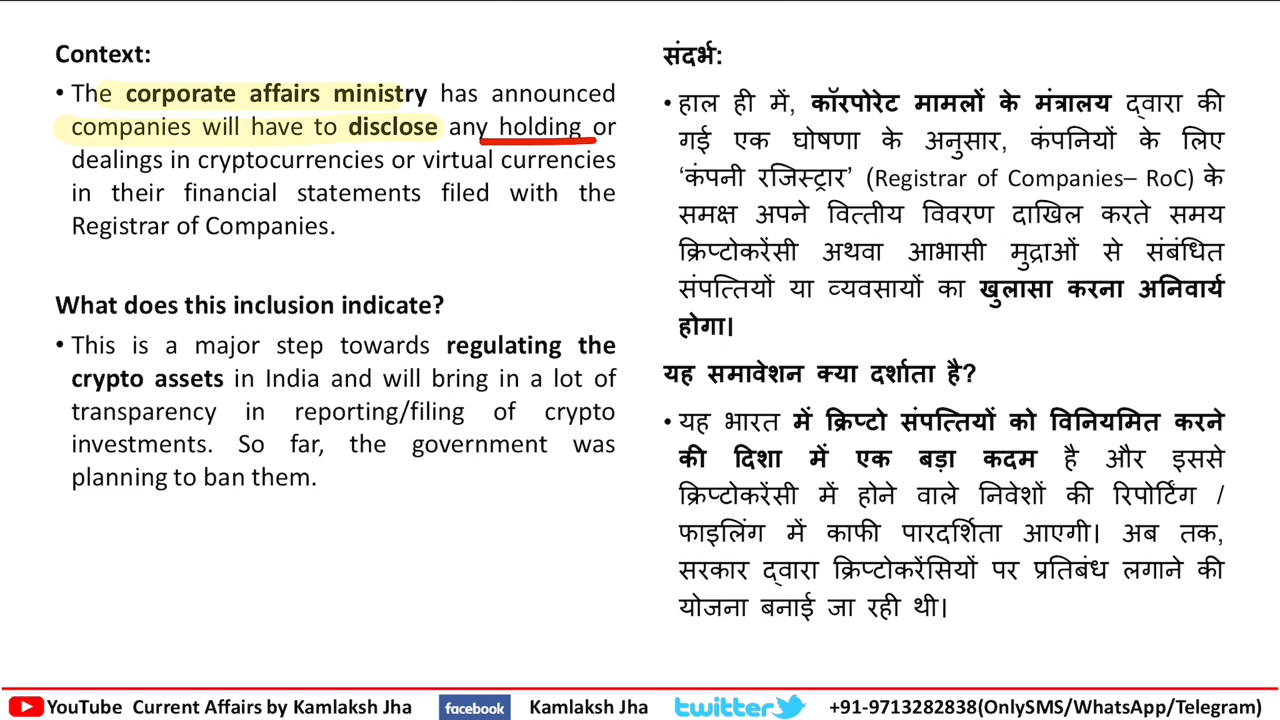 Context:
• The corporate affairs ministry has announced
companies will have to disclose any holding or
dealings in cryptocurrencies or virtual currencies
in their financial statements filed with the
Registrar of Companies.
What does this inclusion indicate?
• This is a major step towards regulating the
crypto assets in India and will bring in a lot of
transparency in reporting/filing of crypto
investments. So far, the government was
planning to ban them.
संदर्भ:
• हाल ही में, कॉरपोरेट मामलों के मंत्रालय द्वारा की
गई एक घोषणा के अनुसार, कंपनियों के लिए
‘कंपनी रजिस्ट्रार’ (Registrar of Companies– RoC) के
समक्ष अपने वित्तीय विवरण दाखिल करते समय
क्रिप्टोकरेंसी अथवा आभासी मुद्राओं से संबंधित
संपत्तियों या व्यवसायों का खुलासा करना अनिवार्य
होगा।
यह समावेशन क्या दर्शाता है?
• यह भारत में क्रिप्टो संपत्तियों को विनियमित करने
की दिशा में एक बड़ा कदम है और इससे
क्रिप्टोकरेंसी में होने वाले निवेशों की रिपोर्टिंग /
फाइलिंग में काफी पारदर्शिता आएगी। अब तक,
सरकार द्वारा क्रिप्टोकरेंसियों पर प्रतिबंध लगाने की
योजना बनाई जा रही थी।
YouTube Current Affairs by Kamlaksh Jha facebook Kamlaksh Jha twitter +91-9713282838(OnlySMS/WhatsApp/Telegram)